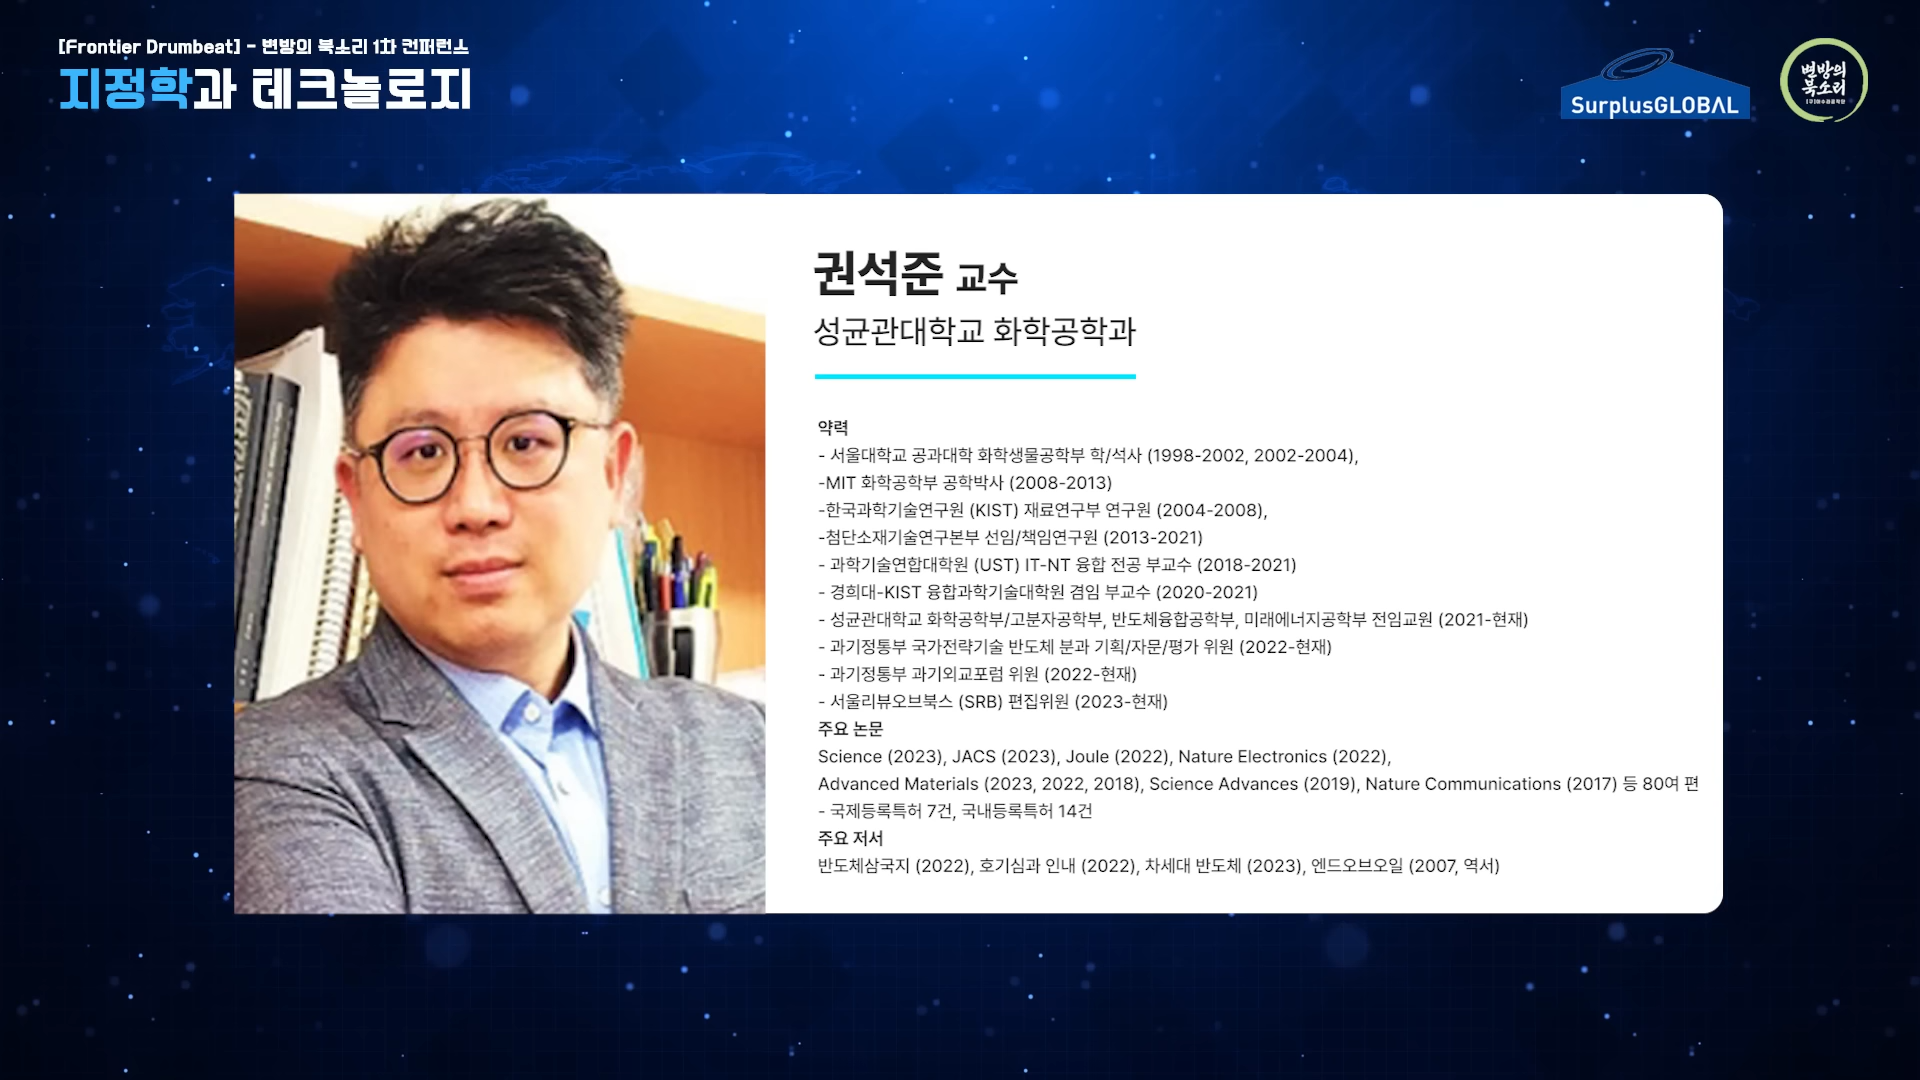 [Frontier Drumbeat] - 변방의 북소리 1차 컨퍼런스
지정학과 테크놀로지
SurplusGLOBAL
변방의
북소리
권석준 교수
성균관대학교 화학공학과
약력
- 서울대학교 공과대학 화학생물공학부 학/석사 (1998-2002, 2002-2004),
-MIT 화학공학부 공학박사 (2008-2013)
-한국과학기술연구원 (KIST) 재료연구부 연구원 (2004-2008),
-첨단소재기술연구본부 선임/책임연구원 (2013-2021)
- 과학기술연합대학원 (UST) IT-NT 융합 전공 부교수 (2018-2021)
- 경희대-KIST 융합과학기술대학원 겸임 부교수 (2020-2021)
- 성균관대학교 화학공학부/고분자공학부, 반도체융합공학부, 미래에너지공학부 전임교원 (2021-현재)
- 과기정통부 국가전략기술 반도체 분과 기획/자문/평가 위원 (2022-현재)
- 과기정통부 과기외교포럼 위원 (2022-현재)
- 서울리뷰오브북스 (SRB) 편집위원 (2023-현재)
주요 논문
Science (2023), JACS (2023), Joule (2022), Nature Electronics (2022),
Advanced Materials (2023, 2022, 2018), Science Advances (2019), Nature Communications (2017) 등 80여 편
- 국제등록특허 7건, 국내등록특허 14건
주요 저서
반도체삼국지 (2022), 호기심과 인내 (2022), 차세대 반도체 (2023), 엔드오브오일 (2007, 역서)